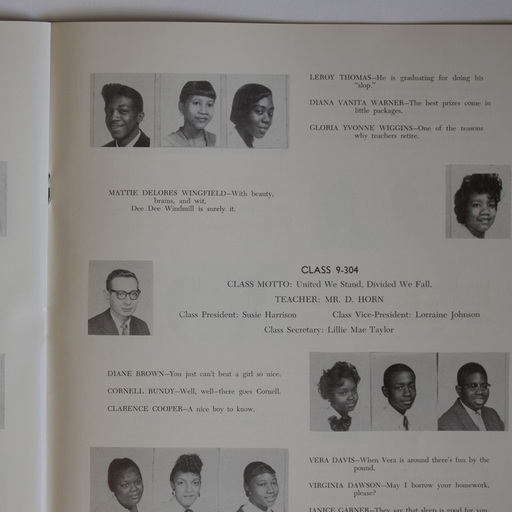 LEROY THOMAS—He is graduating for doing his
"slop."
DIANA VANITA WARNER—The best prizes come in
little packages.
GLORIA YVONNE WIGGINS—One of the reasons
why teachers retire.
MATTIE DELORES WINGFIELD—With beauty,
brains, and wit,
Dee Dee Windmill is surely it.
CLASS 9-304
CLASS MOTTO: United We Stand, Divided We Fall.
TEACHER: MR. D. HORN
Class President: Susie Harrison Class Vice-President: Lorraine Johnson
Class Secretary: Lillie Mae Taylor
DIANE BROWN—You just can't beat a girl so nice.
CORNELL BUNDY—Well, well—there goes Cornell.
CLARENCE COOPER—A nice boy to know.
VERA DAVIS—When Vera is around there's fun by the
pound.
VIRGINIA DAWSON—May I borrow your homework,
please?
JANICE GARNER—They say that sleep is good for you